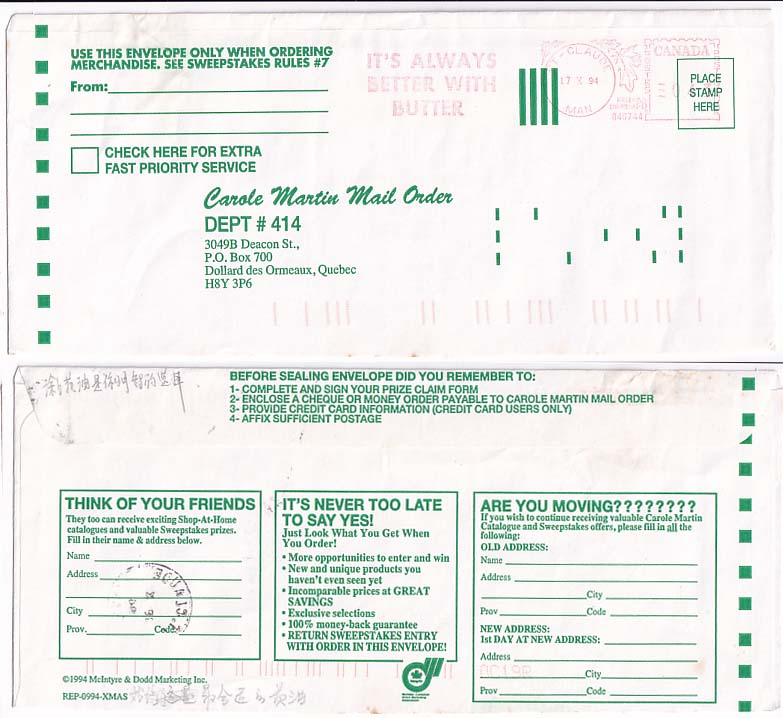 USE THIS ENVELOPE ONLY WHEN ORDERING
MERCHANDISE. SEE SWEEPSTAKES RULES #7
From:
CHECK HERE FOR EXTRA
FAST PRIORITY SERVICE
IT'S ALWAYS
BETTER WITH
BUTTER
17 X 94
MAN
CANADA
PLACE
STAMP
HERE
Carole Martin Mail Order
DEPT # 414
3049B Deacon St.,
P.O. Box 700
Dollard des Ormeaux, Quebec
H8Y 3P6
BEFORE SEALING ENVELOPE DID YOU REMEMBER TO:
1- COMPLETE AND SIGN YOUR PRIZE CLAIM FORM
2- ENCLOSE A CHEQUE OR MONEY ORDER PAYABLE TO CAROLE MARTIN MAIL ORDER
3- PROVIDE CREDIT CARD INFORMATION (CREDIT CARD USERS ONLY)
4- AFFIX SUFFICIENT POSTAGE
THINK OF YOUR FRIENDS
They too can receive exciting Shop-At-Home
catalogues and valuable Sweepstakes prizes.
Fill in their name & address below.
Name
Address
City
Prov. Code
IT'S NEVER TOO LATE
TO SAY YES!
Just Look What You Get When
You Order!
• More opportunities to enter and win
• New and unique products you
haven't even seen yet
• Incomparable prices at GREAT
SAVINGS
• Exclusive selections
• 100% money-back guarantee
• RETURN SWEEPSTAKES ENTRY
WITH ORDER IN THIS ENVELOPE!
ARE YOU MOVING????????
If you wish to continue receiving valuable Carole Martin
Catalogue and Sweepstakes offers, please fill in all the
following:
OLD ADDRESS:
Name
Address
City
Prov Code
NEW ADDRESS:
1st DAY AT NEW ADDRESS:
Address
City
Prov Code
©1994 McIntyre & Dodd Marketing Inc.
REP-0994-XMAS